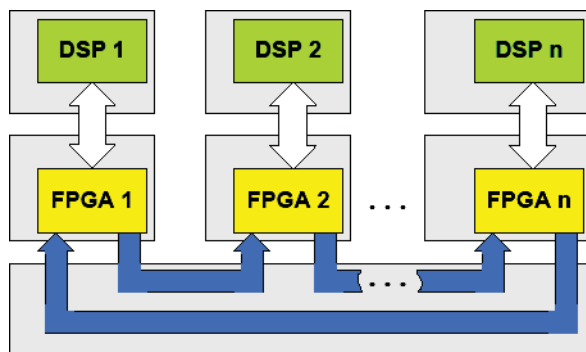 DSP 1 DSP 2 DSP n
FPGA 1 FPGA 2 . . . FPGA n
. . .